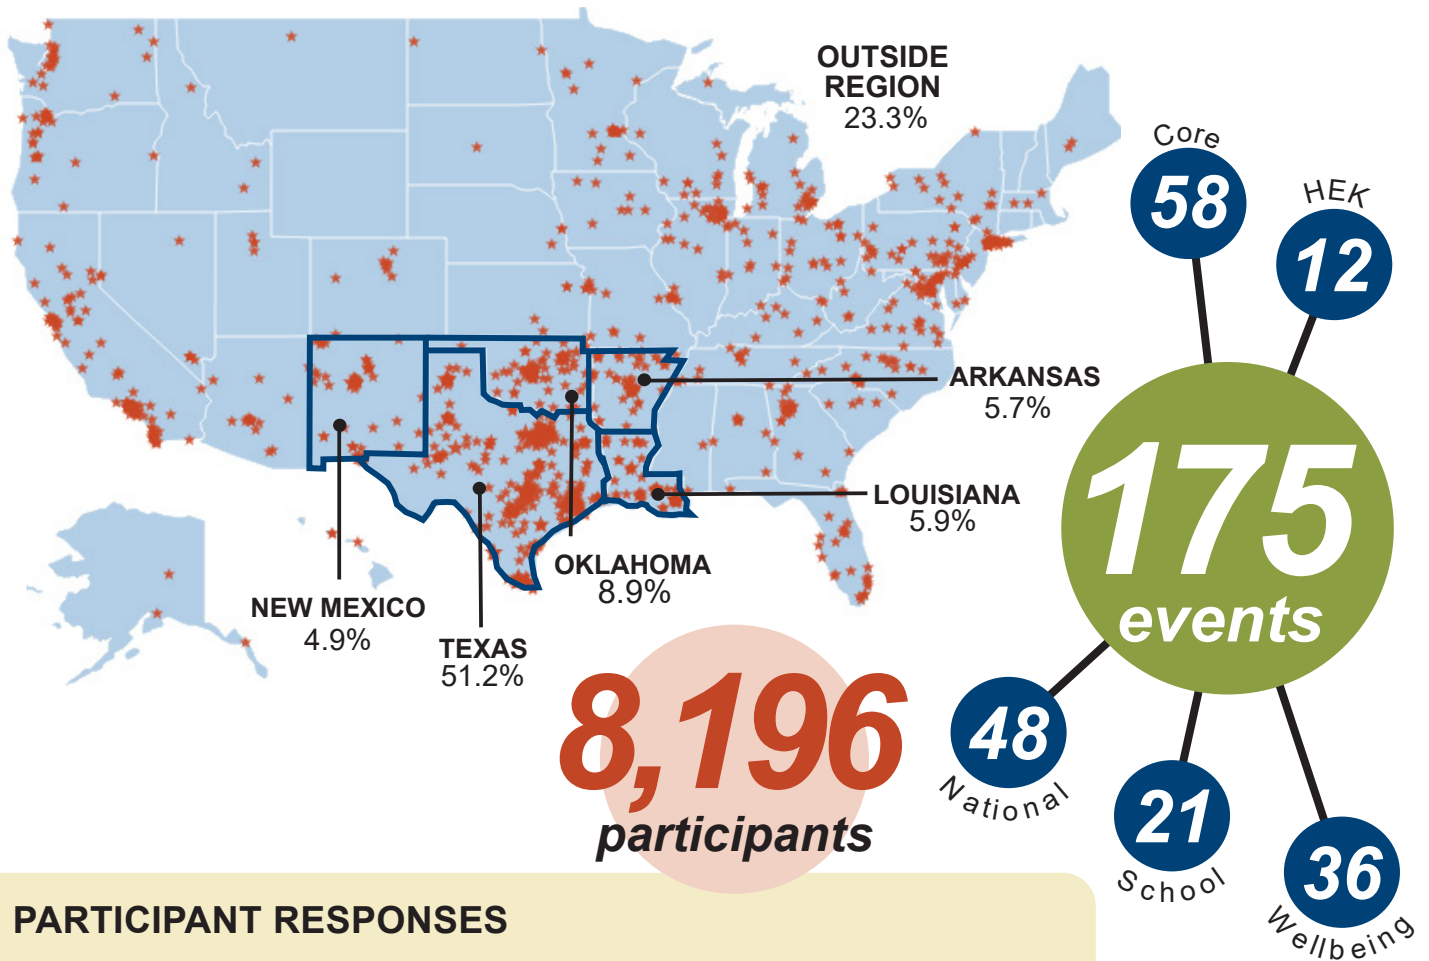 OUTSIDE
REGION
23.3%
ARKANSAS
5.7%
LOUISIANA
5.9%
OKLAHOMA
8.9%
NEW MEXICO
4.9%
TEXAS
51.2%
8,196
participants
Core
58
HEK
12
175
events
48
National
21
School
36
Wellbeing
PARTICIPANT RESPONSES